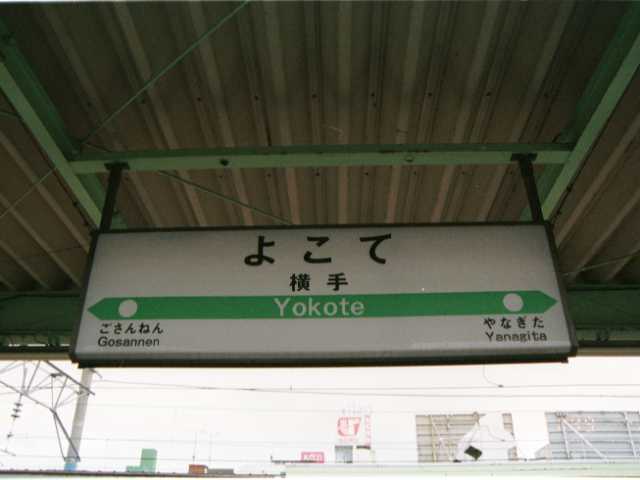 よこて
横手
Yokote
ごさんねん
Gosannen
やなぎた
Yanagita